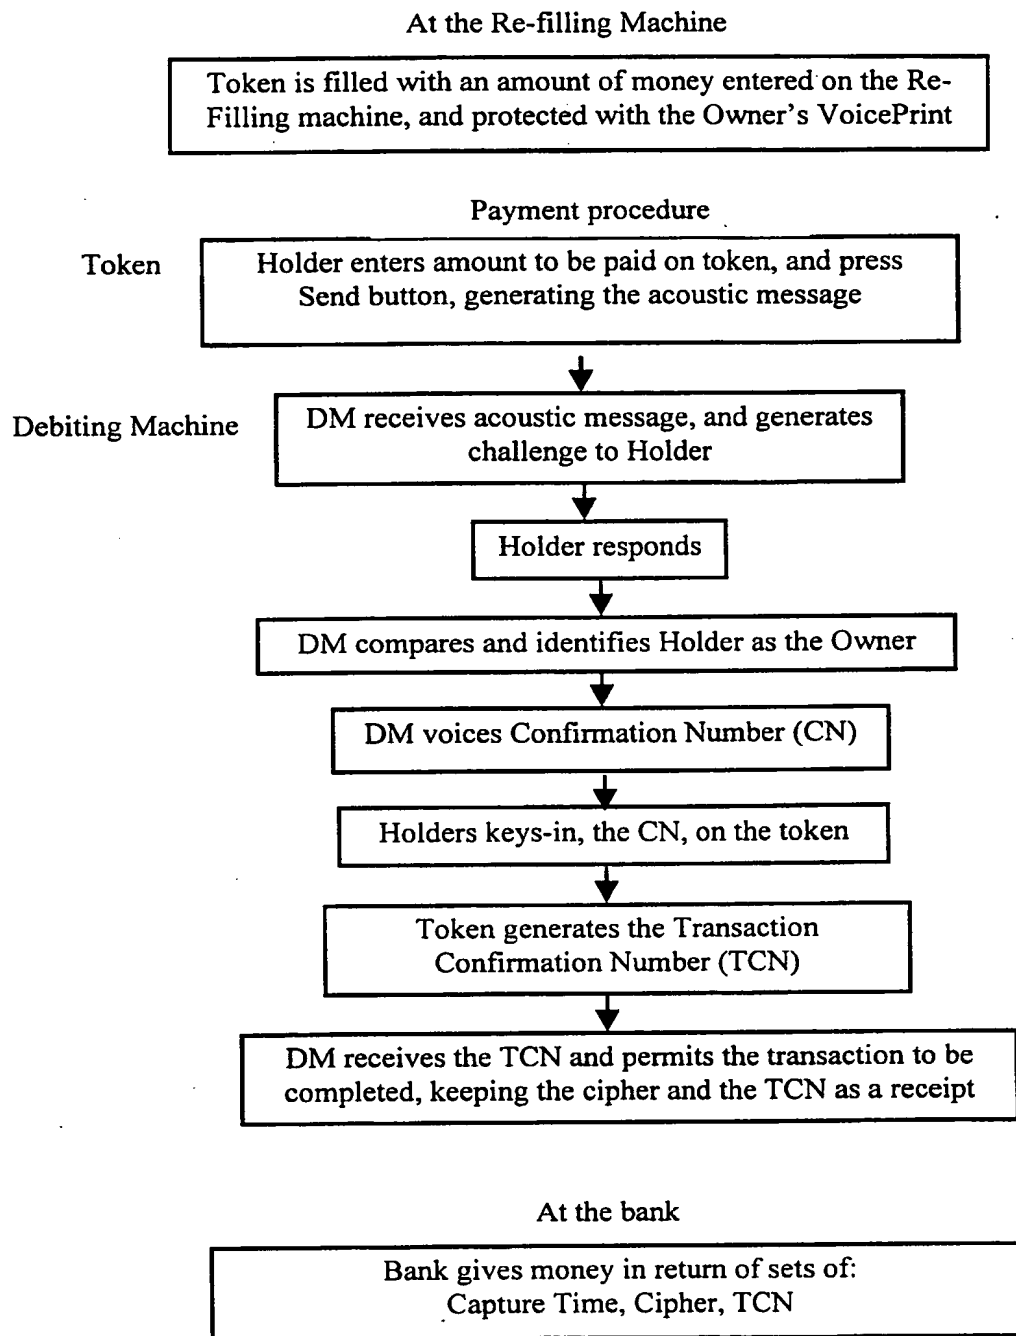 At the Re-filling Machine
Token is filled with an amount of money entered on the Re-
Filling machine, and protected with the Owner's VoicePrint
Payment procedure
Token
Holder enters amount to be paid on token, and press
Send button, generating the acoustic message
Debiting Machine
DM receives acoustic message, and generates
challenge to Holder
Holder responds
DM compares and identifies Holder as the Owner
DM voices Confirmation Number (CN)
Holders keys-in, the CN, on the token
Token generates the Transaction
Confirmation Number (TCN)
DM receives the TCN and permits the transaction to be
completed, keeping the cipher and the TCN as a receipt
At the bank
Bank gives money in return of sets of:
Capture Time, Cipher, TCN